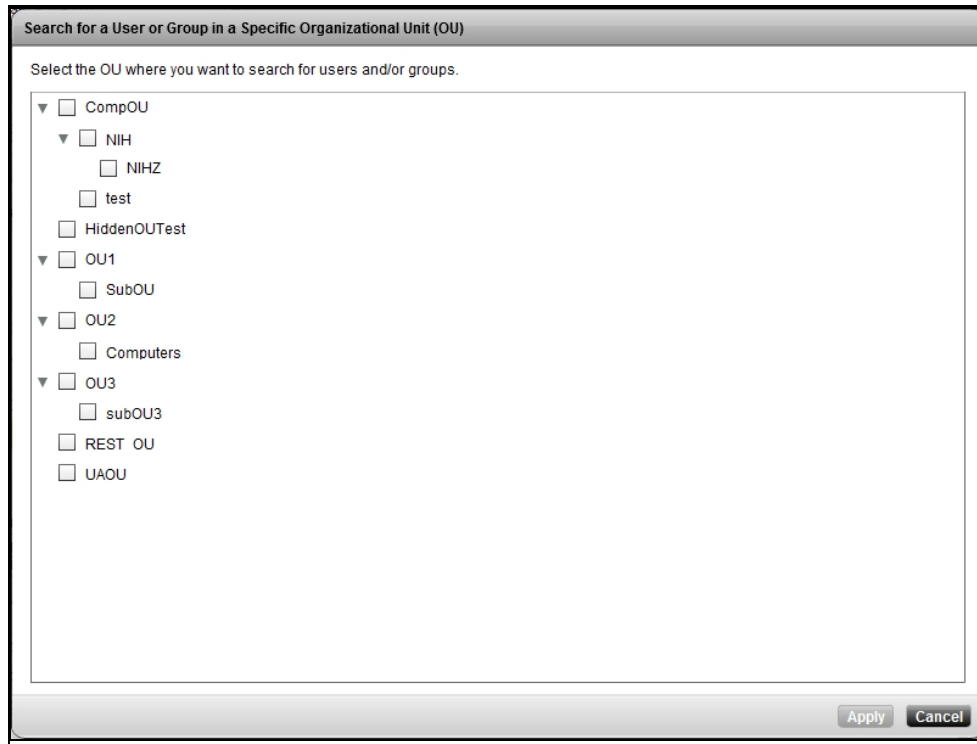 Search for a User or Group in a Specific Organizational Unit (OU)
Select the OU where you want to search for users and/or groups.
CompOU
NIH
NIHZ
test
HiddenOUTest
OU1
SubOU
OU2
Computers
OU3
subOU3
REST OU
UAOU
Apply Cancel